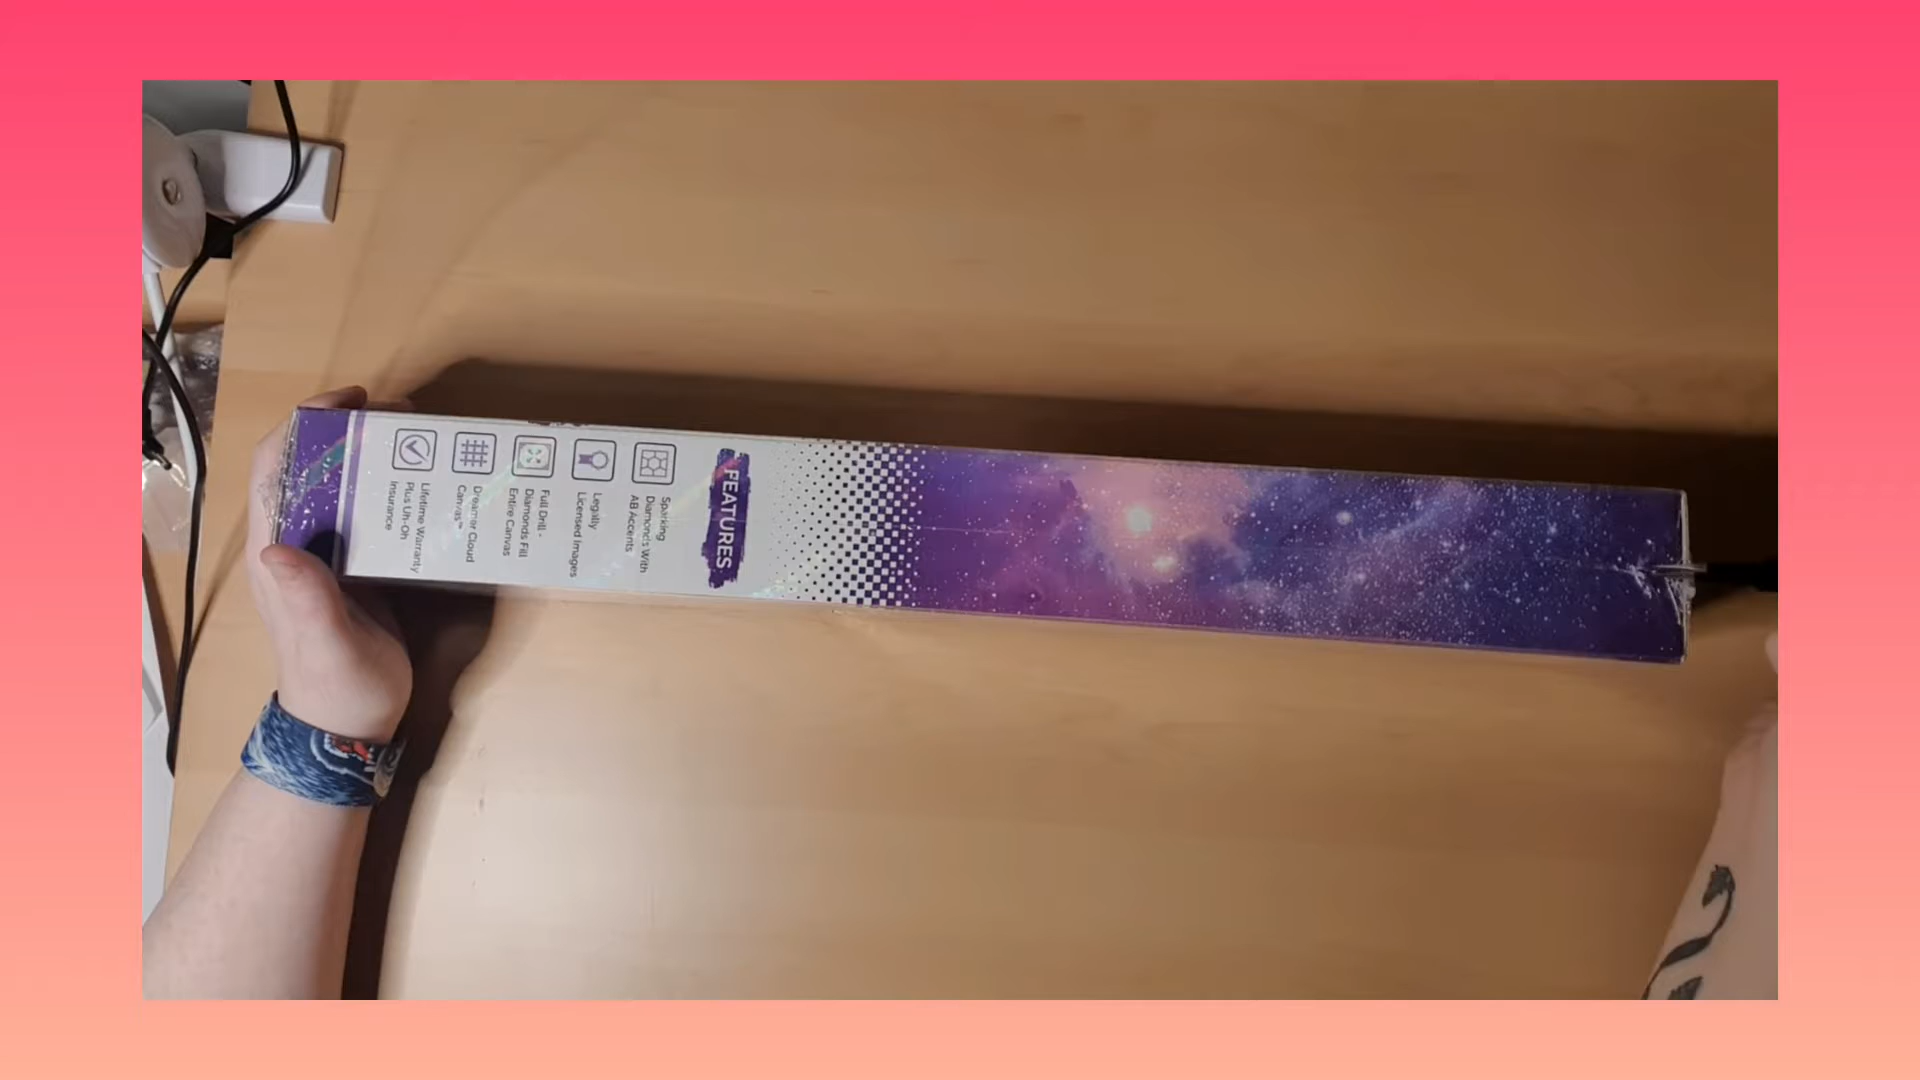 FEATURES
Sparking
Diamonds With
AB Accents
Legally
Licensed Images
Full Drill -
Diamonds Fill
Entire Canvas
Dreamer Cloud
Canvas™
Lifetime Warranty
Plus Uh-Oh
Insurance